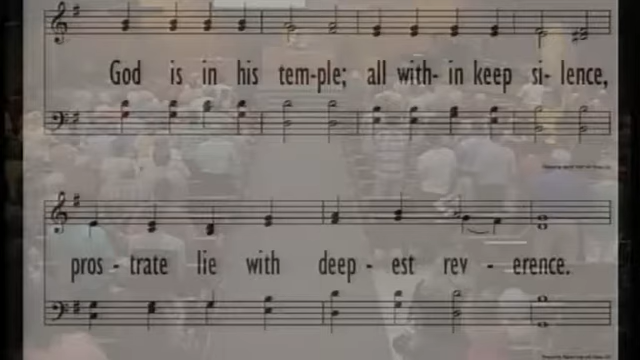 God is in his tem-ple; all with- in keep si- lence,
pros - trate lie with deep - est rev - erence.